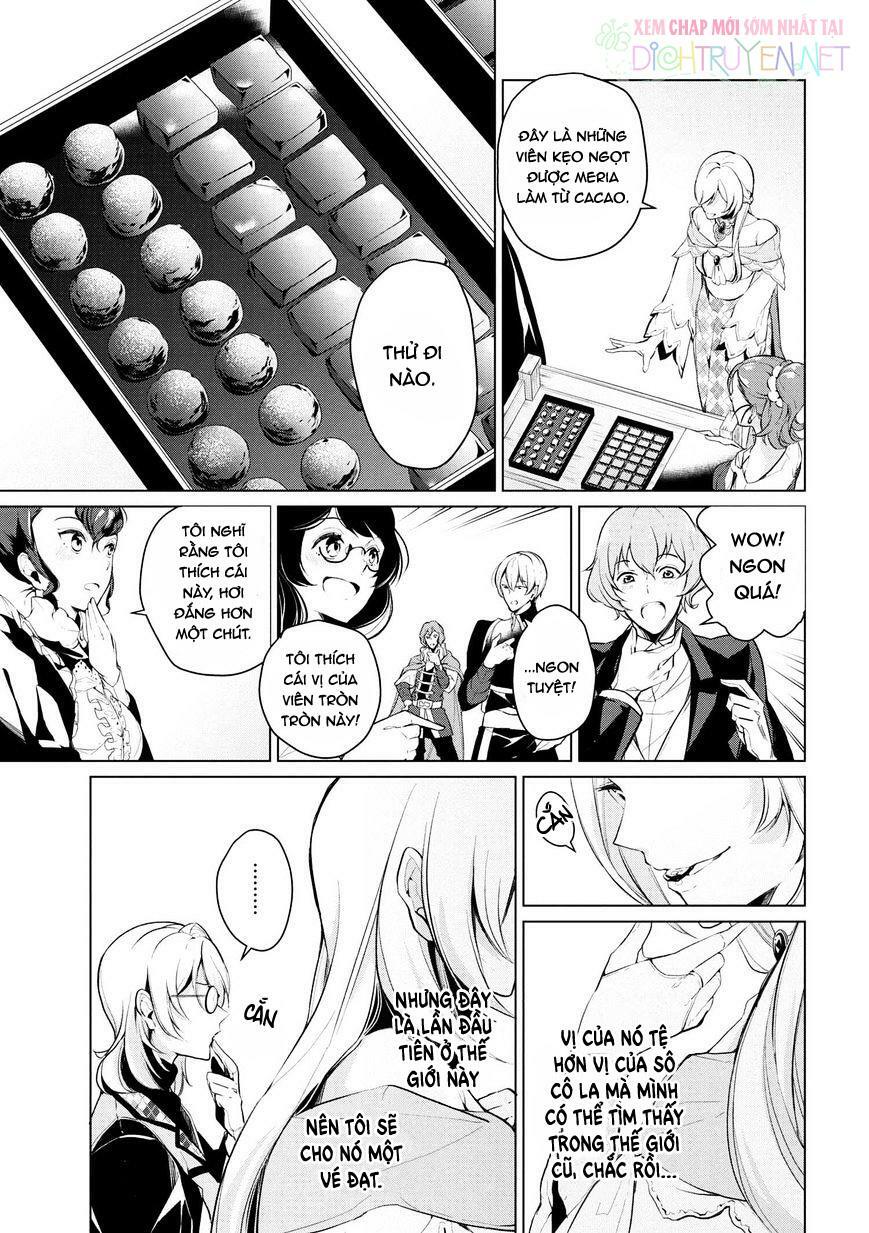 XEM CHAP MỚI SỚM NHẤT TẠI
DICHTRUYEN.NET
ĐÂY LÀ NHỮNG
VIÊN KẸO NGỌT
ĐƯỢC MERIA
LÀM TỪ CACAO.
THỬ ĐI
NÀO.
WOW!
NGON
QUÁ!
...NGON
TUYỆT!
TÔI THÍCH
CÁI VỊ CỦA
VIÊN TRÒN
TRÒN NÀY!
TÔI NGHĨ
RẰNG TÔI
THÍCH CÁI
NÀY, HƠI
ĐẮNG HƠN
MỘT CHÚT.
CẮN
VỊ CỦA NÓ TỆ
HƠN VỊ CỦA SÔ
CÔ LA MÀ MÌNH
CÓ THỂ TÌM THẤY
TRONG THẾ GIỚI
CŨ, CHẮC RỒI...
NHƯNG ĐÂY
LÀ LẦN ĐẦU
TIÊN Ở THẾ
GIỚI NÀY
NÊN TÔI SẼ
CHO NÓ MỘT
VÉ ĐẠT.
.........
CẮN